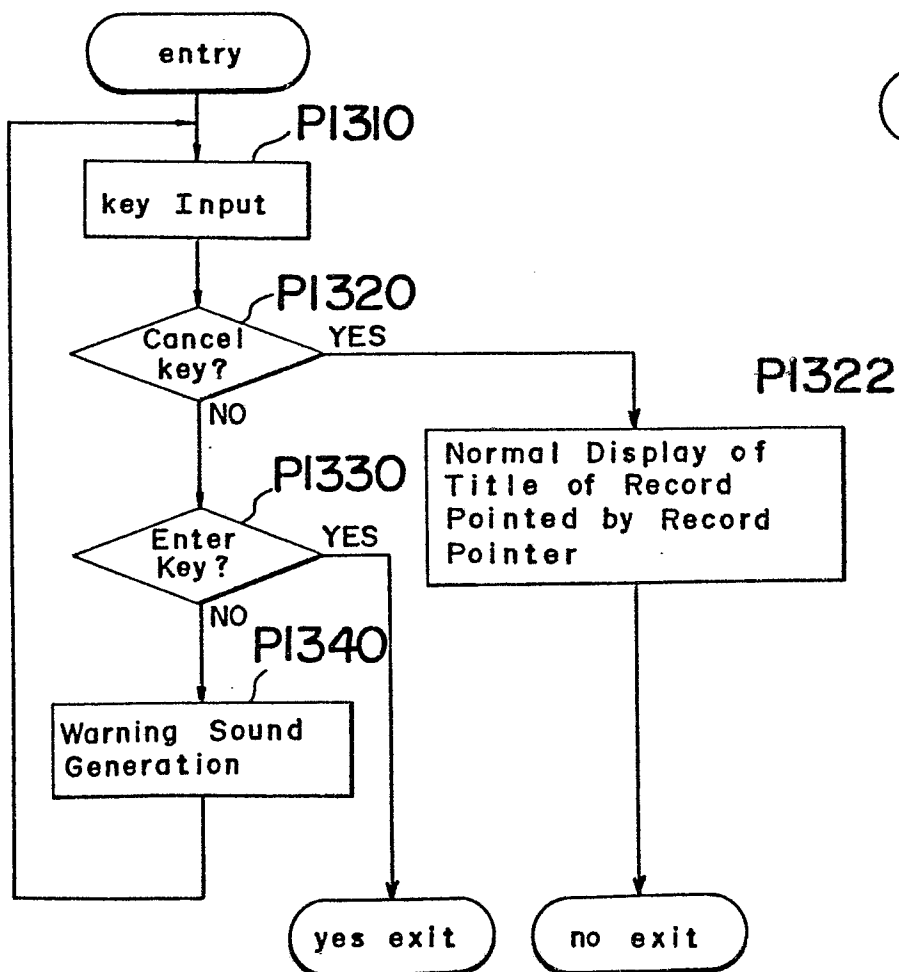 entry
P1310
key Input
P1320
Cancel
key?
YES
NO
P1322
Normal Display of
Title of Record
Pointed by Record
Pointer
P1330
Enter
Key?
YES
NO
P1340
Warning Sound
Generation
yes exit
no exit